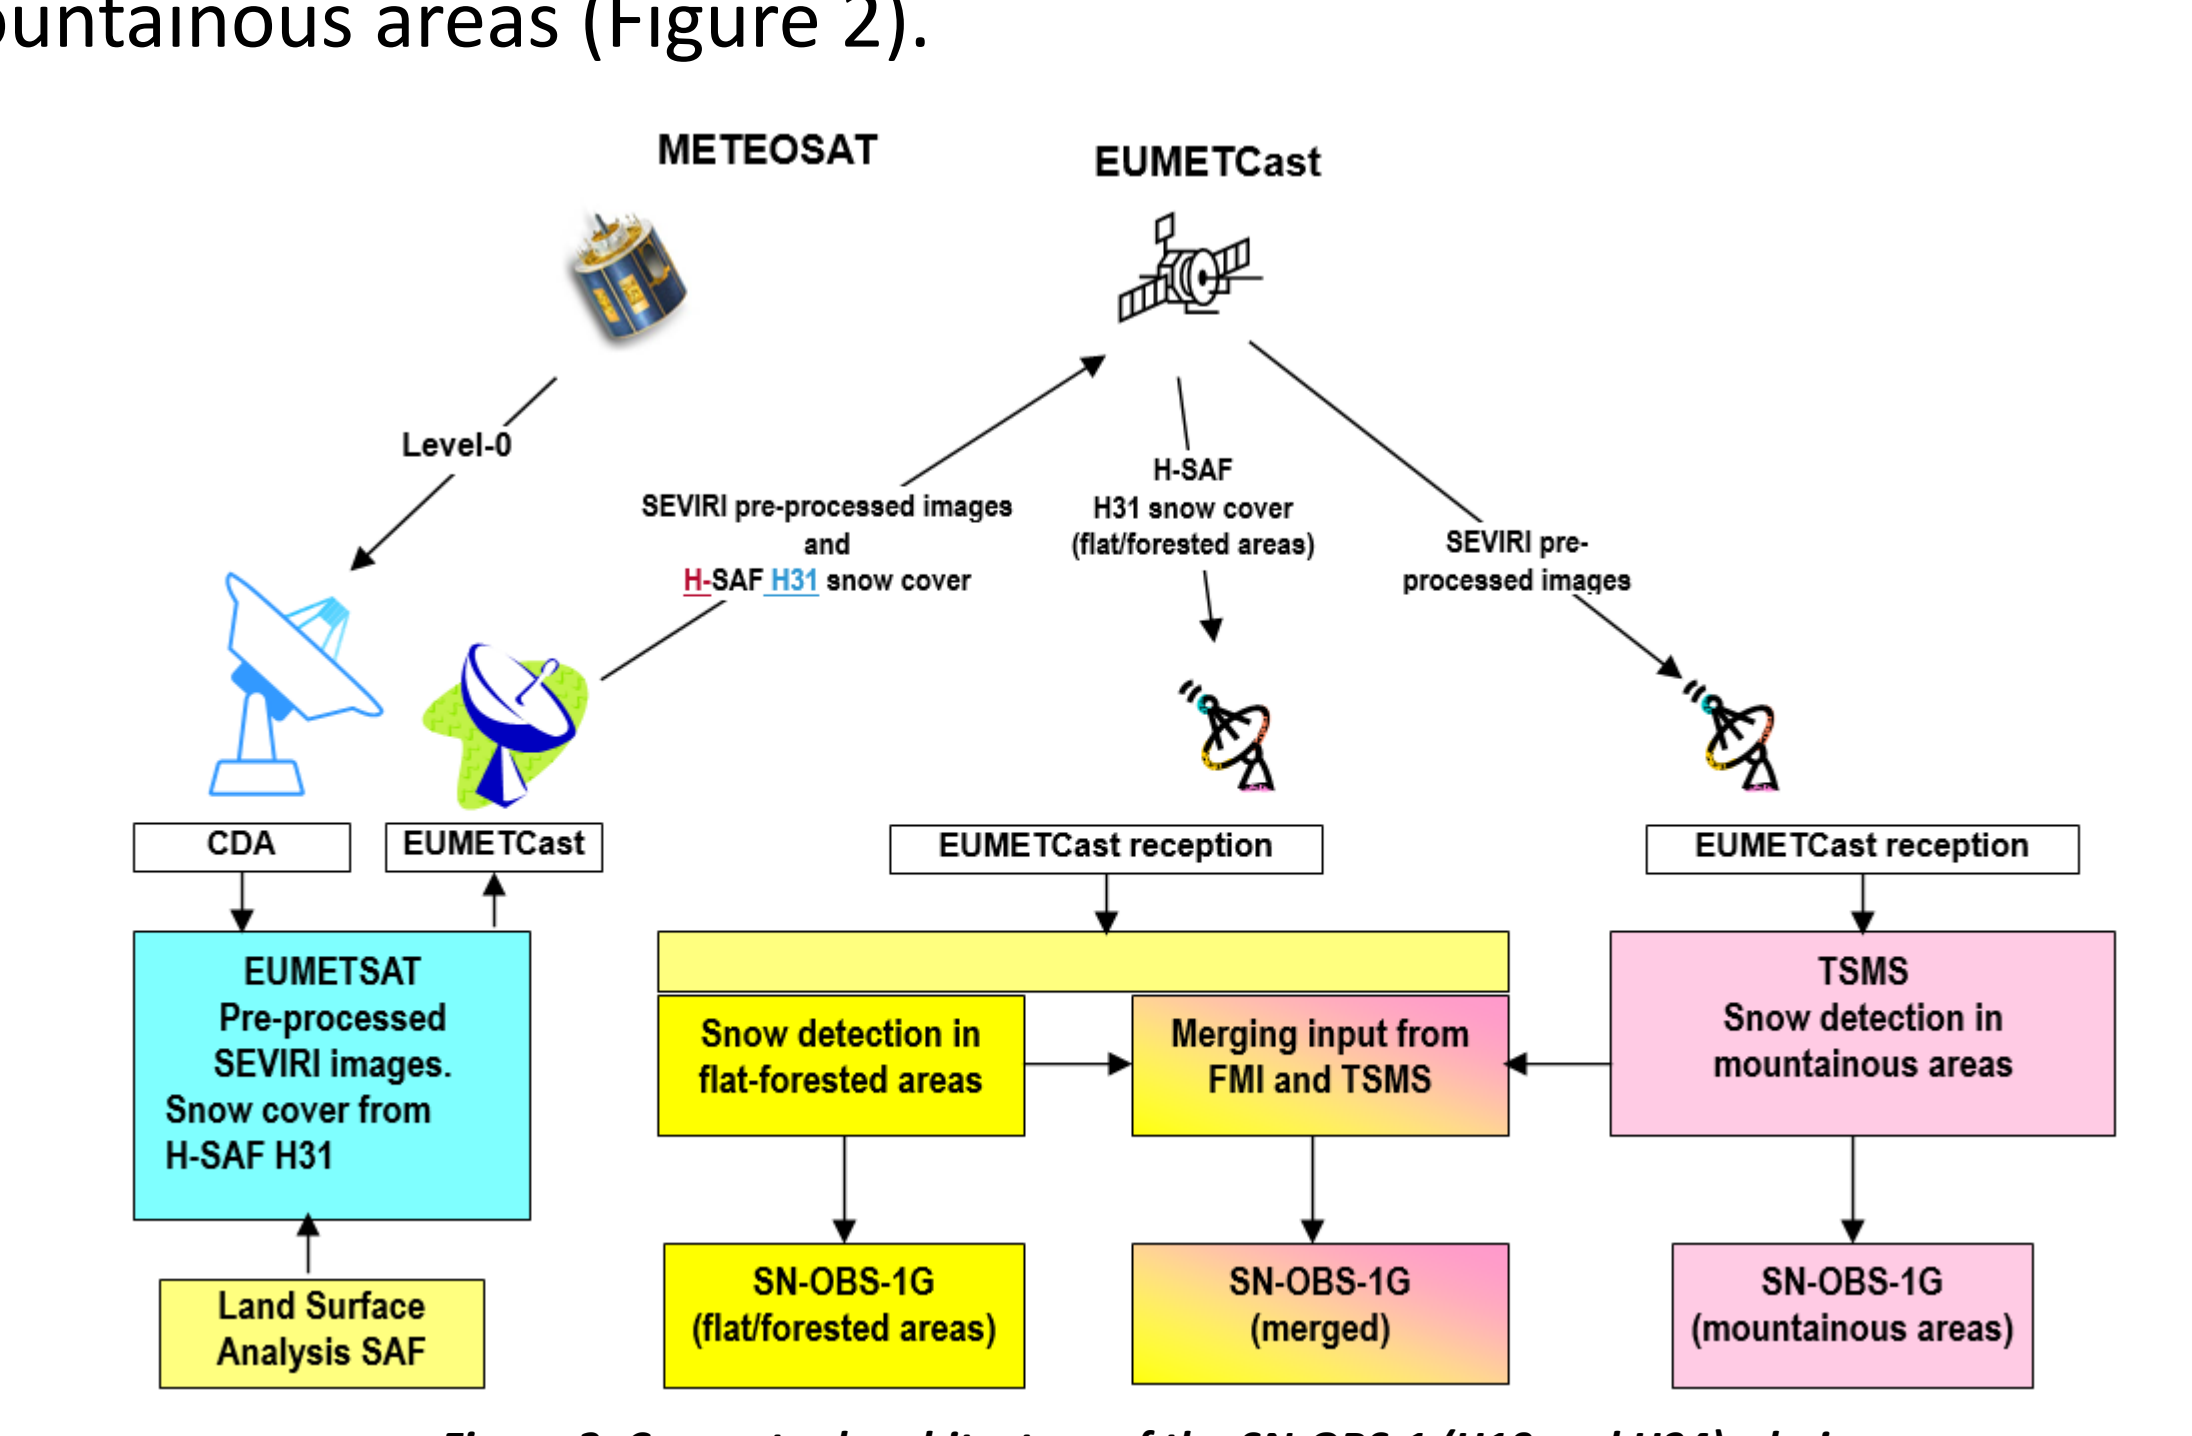 areas (Figure 2).
METEOSAT
EUMETCast
Level-0
SEVIRI pre-processed images
and
H-SAF H31 snow cover
H-SAF
H31 snow cover
(flat/forested areas)
SEVIRI pre-
processed images
CDA
EUMETCast
EUMETCast reception
EUMETCast reception
EUMETSAT
Pre-processed
SEVIRI images.
Snow cover from
H-SAF H31
Snow detection in
flat-forested areas
Merging input from
FMI and TSMS
TSMS
Snow detection in
mountainous areas
Land Surface
Analysis SAF
SN-OBS-1G
(flat/forested areas)
SN-OBS-1G
(merged)
SN-OBS-1G
(mountainous areas)